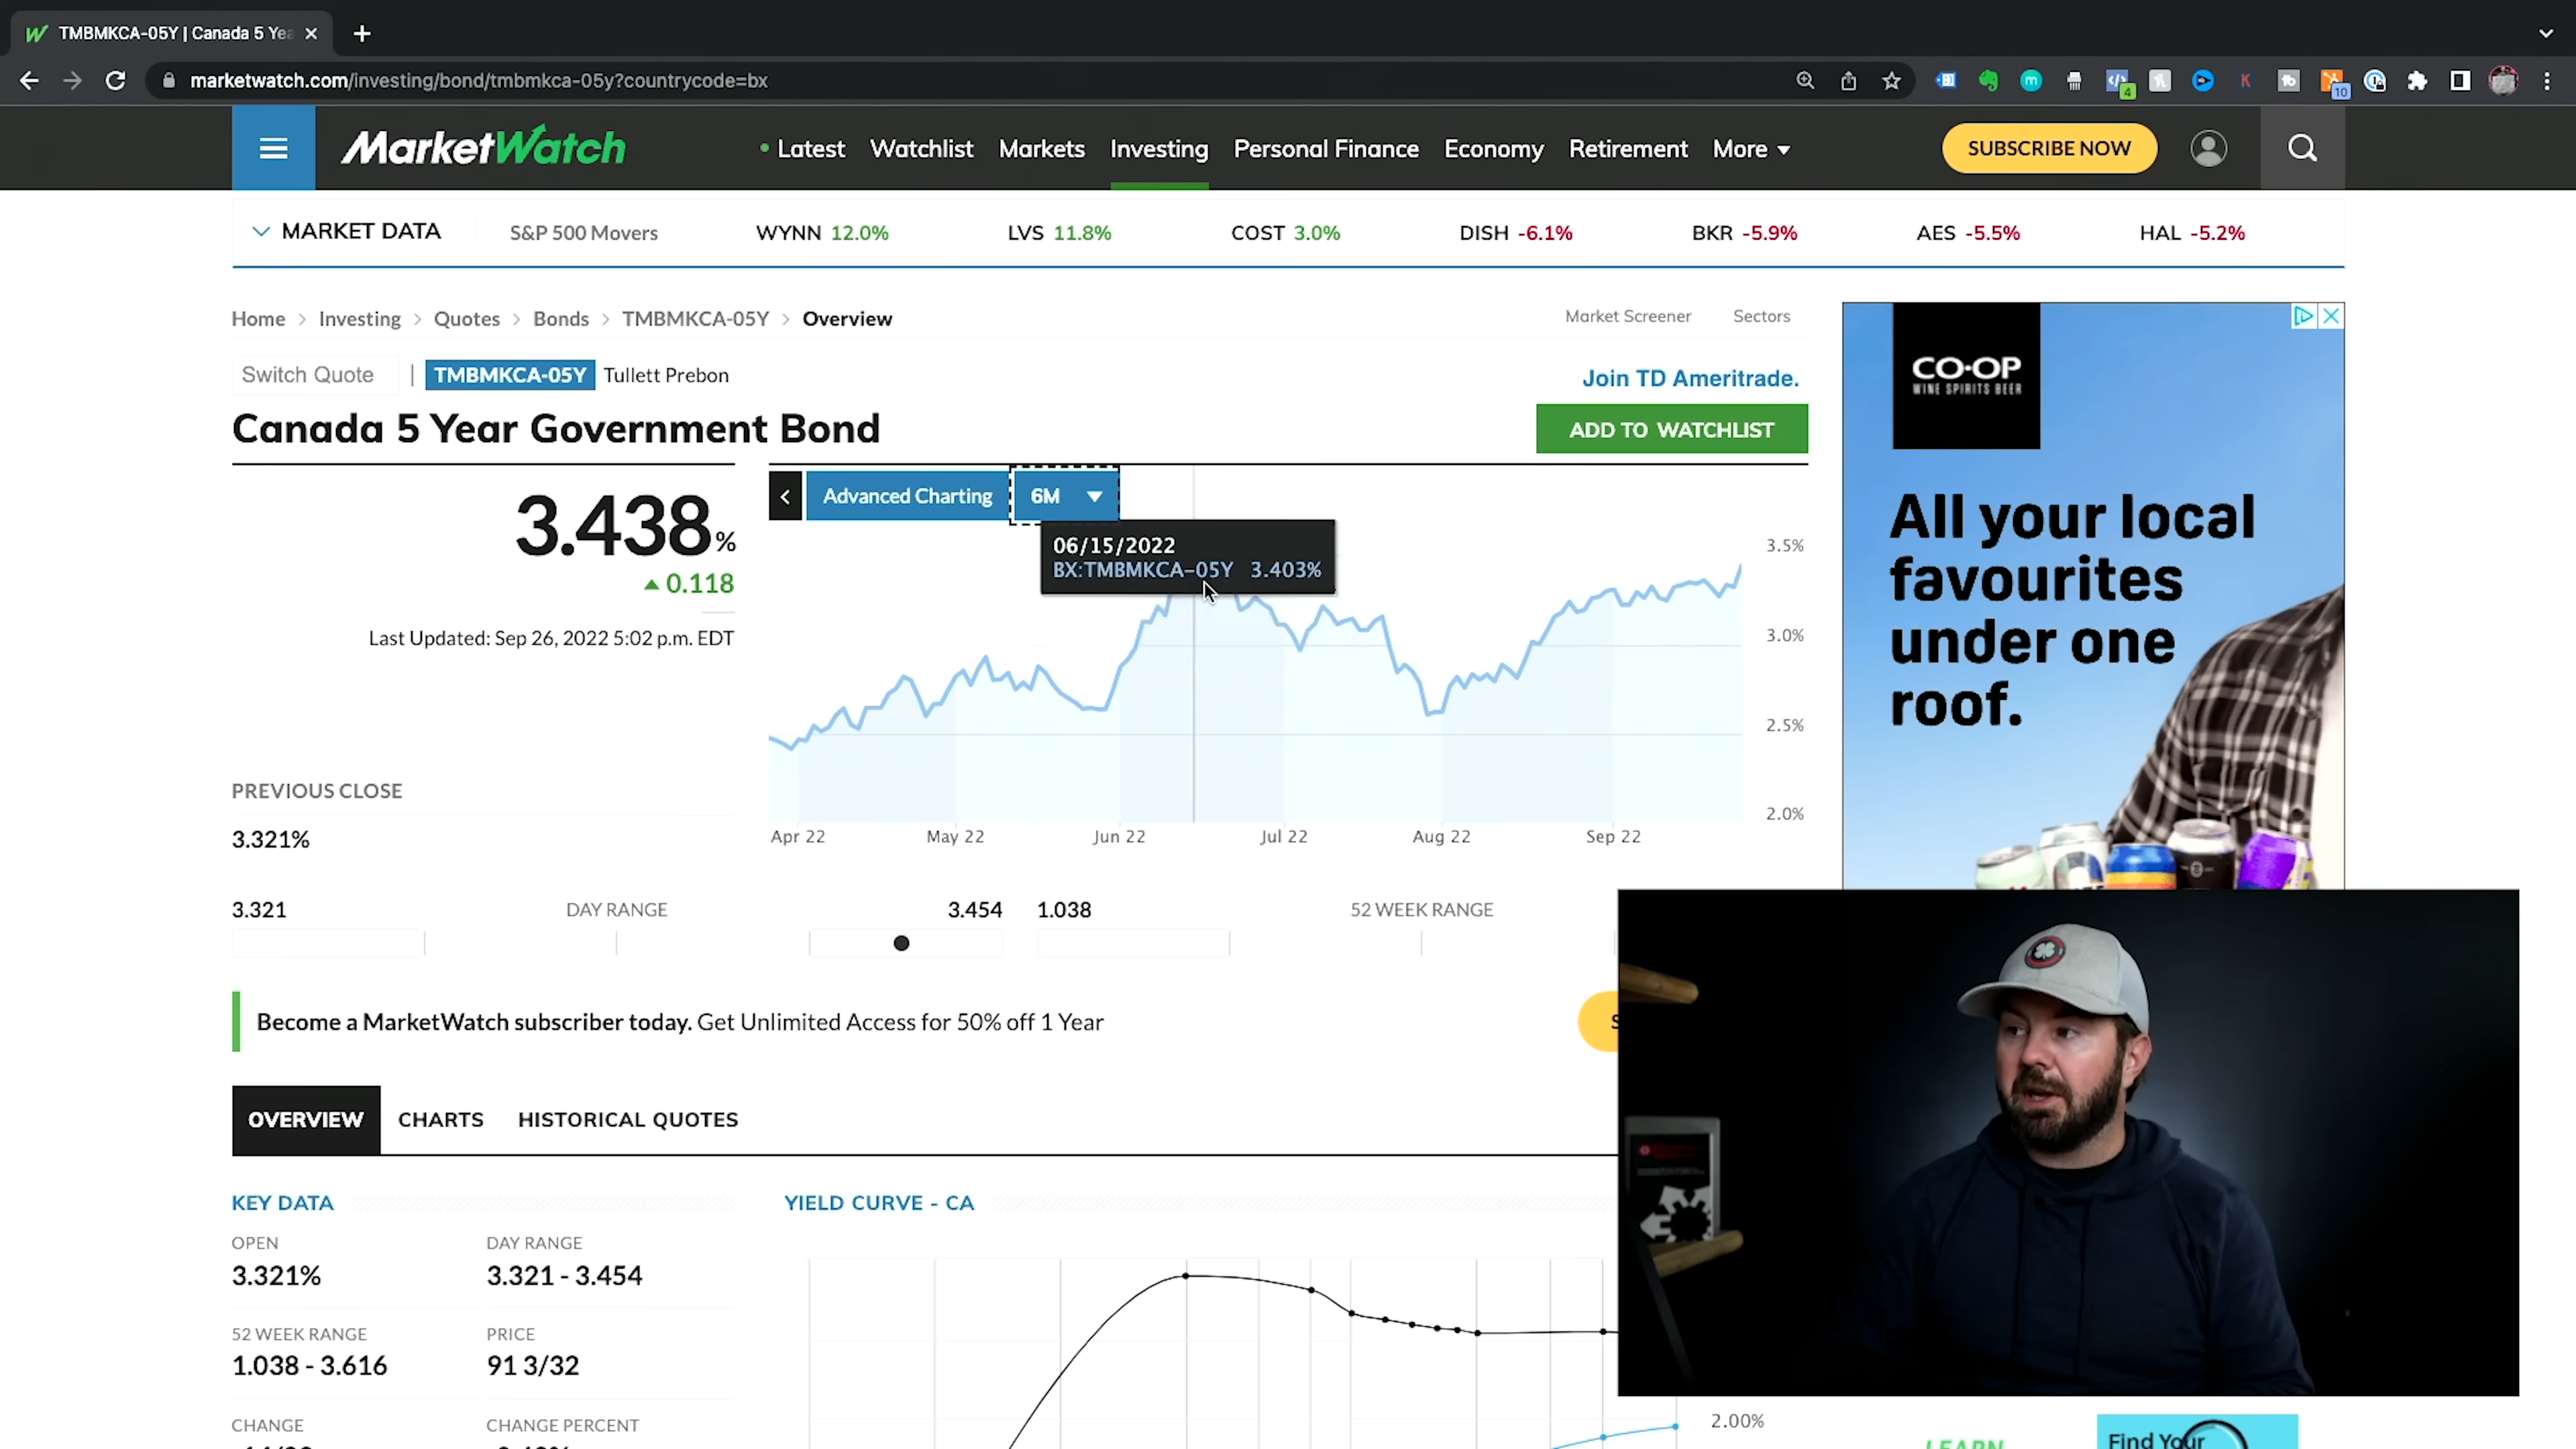 TMBMKCA-05Y | Canada 5 Yea
marketwatch.com/investing/bond/tmbmkca-05y?countrycode=bx
4
10
MarketWatch
Latest Watchlist Markets Investing Personal Finance Economy Retirement More
SUBSCRIBE NOW
MARKET DATA
S&P 500 Movers
WYNN 12.0%
LVS 11.8%
COST 3.0%
DISH -6.1%
BKR -5.9%
AES -5.5%
HAL -5.2%
Home > Investing > Quotes > Bonds > TMBMKCA-05Y > Overview
Market Screener
Sectors
Switch Quote | TMBMKCA-05Y Tullett Prebon
Join TD Ameritrade.
Canada 5 Year Government Bond
ADD TO WATCHLIST
3.438%
0.118
Last Updated: Sep 26, 2022 5:02 p.m. EDT
Advanced Charting
6M
06/15/2022
BX:TMBMKCA-05Y 3.403%
3.5%
3.0%
2.5%
2.0%
Apr 22
May 22
Jun 22
Jul 22
Aug 22
Sep 22
PREVIOUS CLOSE
3.321%
3.321 DAY RANGE 3.454
1.038 52 WEEK RANGE
CO-OP
WINE SPIRITS BEER
All your local
favourites
under one
roof.
Become a MarketWatch subscriber today. Get Unlimited Access for 50% off 1 Year
OVERVIEW
CHARTS
HISTORICAL QUOTES
KEY DATA
OPEN
3.321%
DAY RANGE
3.321 - 3.454
52 WEEK RANGE
1.038 - 3.616
PRICE
91 3/32
CHANGE
CHANGE PERCENT
YIELD CURVE - CA
2.00%
LEARN
Find Your